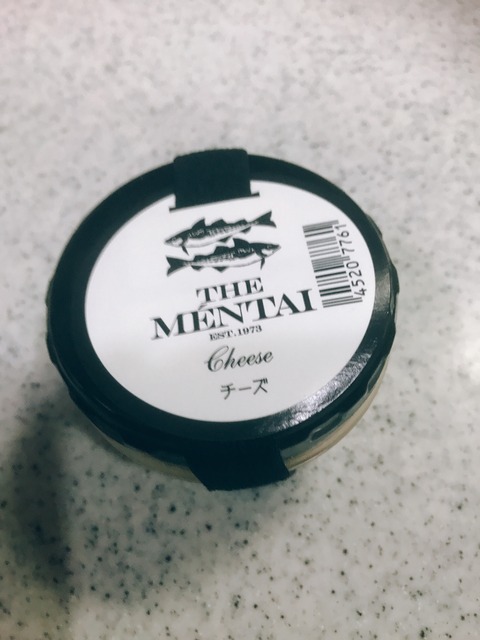 THE
MENTAI
EST.1973
Cheese
チーズ
4520 7761